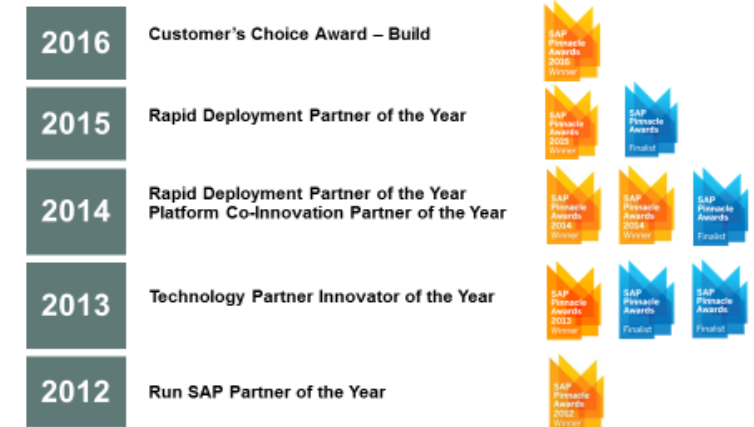 2016
Customer's Choice Award – Build
SAP
Pinnacle
Awards
2016
Winner
2015
Rapid Deployment Partner of the Year
SAP
Pinnacle
Awards
2015
Winner
SAP
Pinnacle
Awards
Finalist
2014
Rapid Deployment Partner of the Year
Platform Co-Innovation Partner of the Year
SAP
Pinnacle
Awards
2014
Winner
SAP
Pinnacle
Awards
2014
Winner
SAP
Pinnacle
Awards
Finalist
2013
Technology Partner Innovator of the Year
SAP
Pinnacle
Awards
2013
Winner
SAP
Pinnacle
Awards
Finalist
SAP
Pinnacle
Awards
Finalist
2012
Run SAP Partner of the Year
SAP
Pinnacle
Awards
2012
Winner